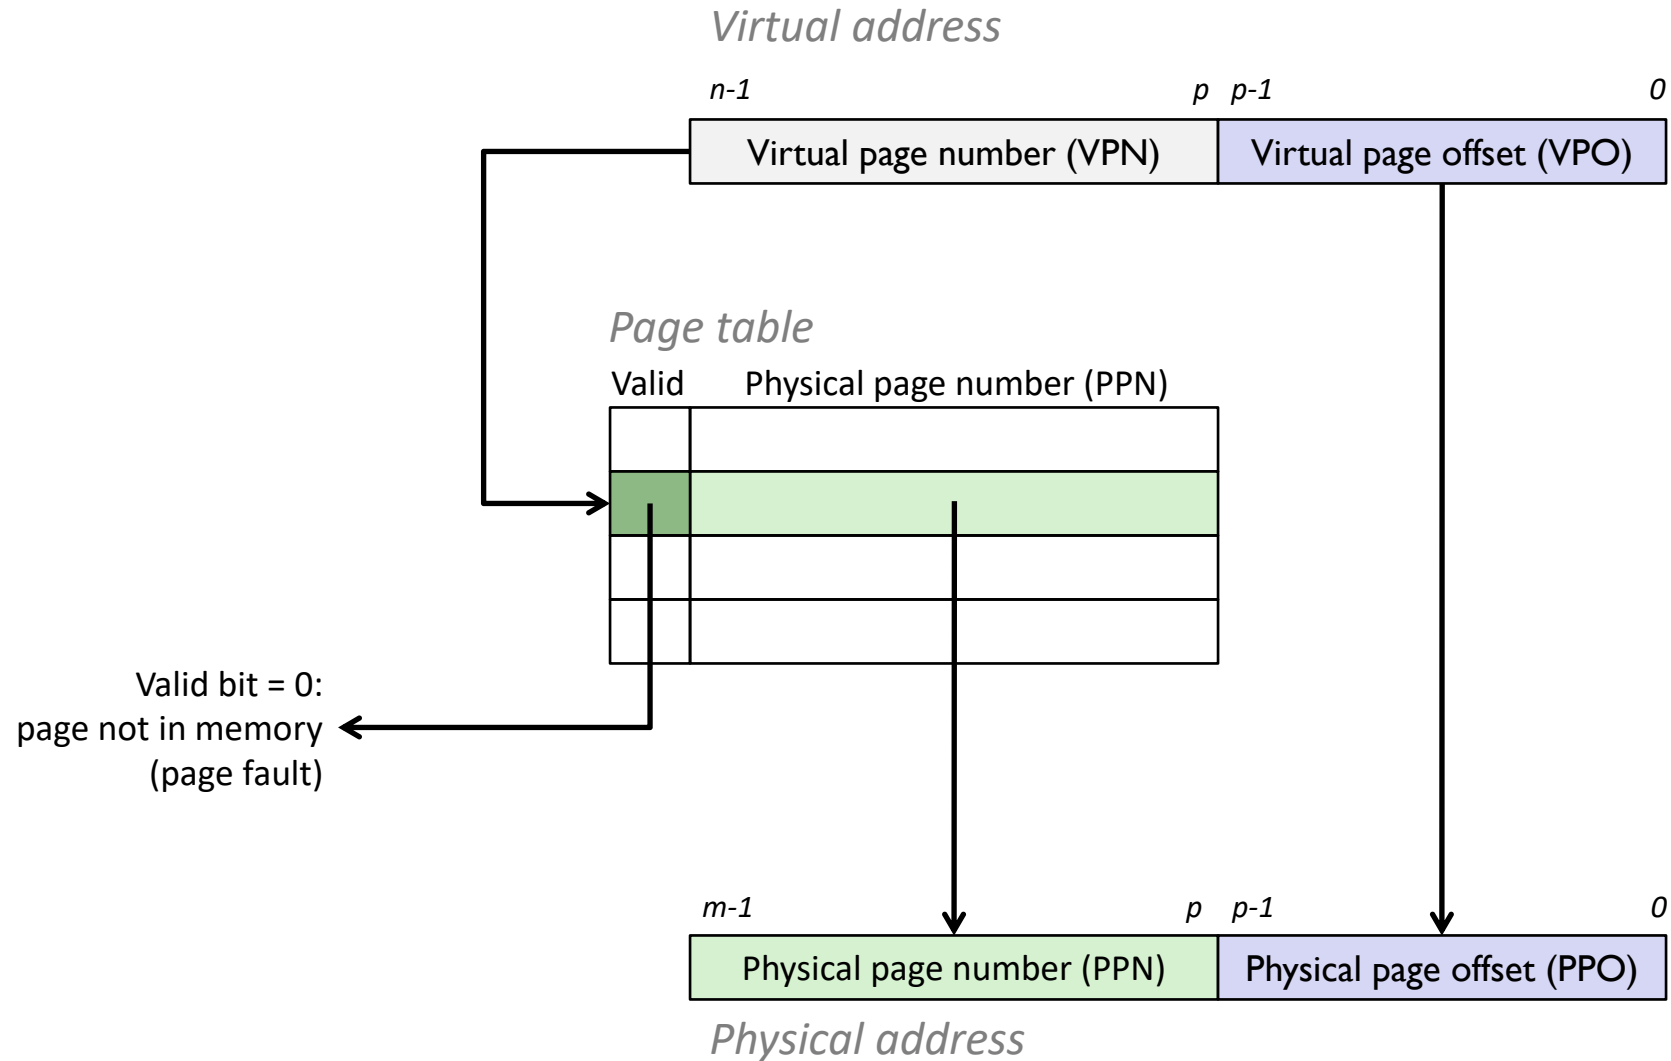 Virtual address
n-1 p p-1 0
Virtual page number (VPN) Virtual page offset (VPO)
Page table
Valid Physical page number (PPN)
Valid bit = 0:
page not in memory
(page fault)
m-1 p p-1 0
Physical page number (PPN) Physical page offset (PPO)
Physical address